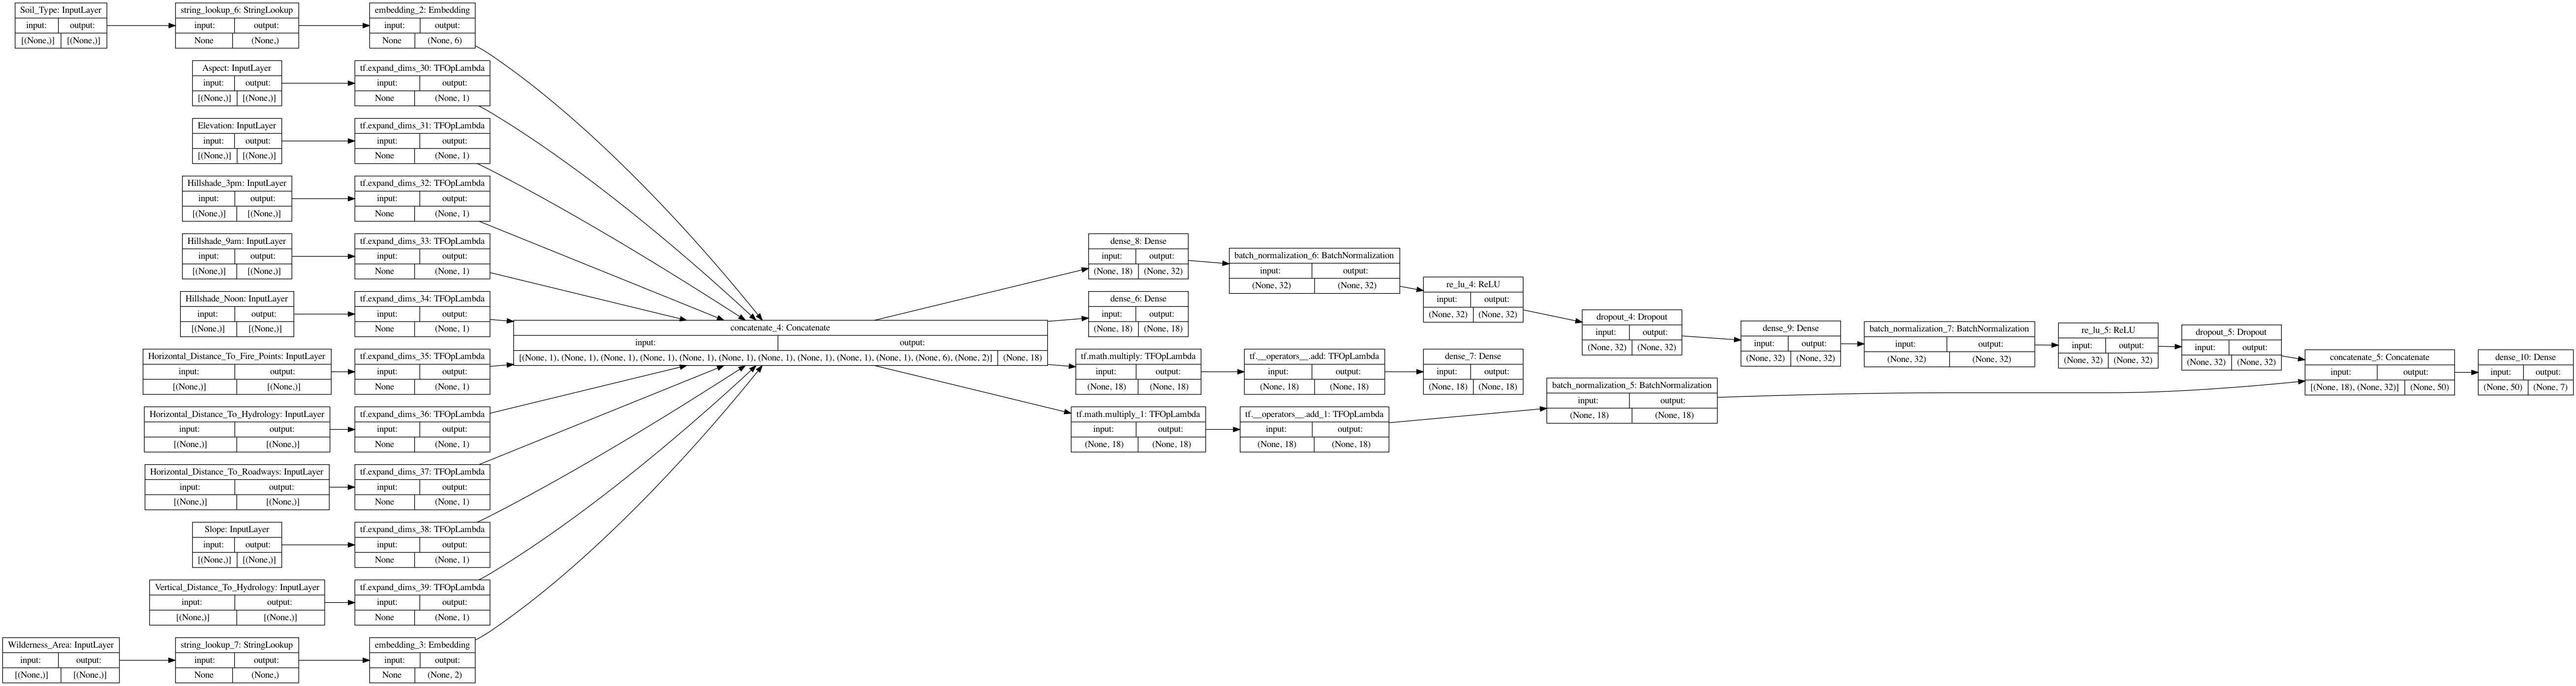 Soil_Type: InputLayer
input: output:
[(None,)] [(None,)]
string_lookup_6: StringLookup
input: output:
None (None,)
embedding_2: Embedding
input: output:
None (None, 6)
Aspect: InputLayer
input: output:
[(None,)] [(None,)]
tf.expand_dims_30: TFOpLambda
input: output:
None (None, 1)
Elevation: InputLayer
input: output:
[(None,)] [(None,)]
tf.expand_dims_31: TFOpLambda
input: output:
None (None, 1)
Hillshade_3pm: InputLayer
input: output:
[(None,)] [(None,)]
tf.expand_dims_32: TFOpLambda
input: output:
None (None, 1)
Hillshade_9am: InputLayer
input: output:
[(None,)] [(None,)]
tf.expand_dims_33: TFOpLambda
input: output:
None (None, 1)
Hillshade_Noon: InputLayer
input: output:
[(None,)] [(None,)]
tf.expand_dims_34: TFOpLambda
input: output:
None (None, 1)
Horizontal_Distance_To_Fire_Points: InputLayer
input: output:
[(None,)] [(None,)]
tf.expand_dims_35: TFOpLambda
input: output:
None (None, 1)
Horizontal_Distance_To_Hydrology: InputLayer
input: output:
[(None,)] [(None,)]
tf.expand_dims_36: TFOpLambda
input: output:
None (None, 1)
Horizontal_Distance_To_Roadways: InputLayer
input: output:
[(None,)] [(None,)]
tf.expand_dims_37: TFOpLambda
input: output:
None (None, 1)
Slope: InputLayer
input: output:
[(None,)] [(None,)]
tf.expand_dims_38: TFOpLambda
input: output:
None (None, 1)
Vertical_Distance_To_Hydrology: InputLayer
input: output:
[(None,)] [(None,)]
tf.expand_dims_39: TFOpLambda
input: output:
None (None, 1)
Wilderness_Area: InputLayer
input: output:
[(None,)] [(None,)]
string_lookup_7: StringLookup
input: output:
None (None,)
embedding_3: Embedding
input: output:
None (None, 2)
concatenate_4: Concatenate
input: output:
[(None, 1), (None, 1), (None, 1), (None, 1), (None, 1), (None, 1), (None, 1), (None, 1), (None, 1), (None, 1), (None, 6), (None, 2)] (None, 18)
dense_8: Dense
input: output:
(None, 18) (None, 32)
batch_normalization_6: BatchNormalization
input: output:
(None, 32) (None, 32)
re_lu_4: ReLU
input: output:
(None, 32) (None, 32)
dropout_4: Dropout
input: output:
(None, 32) (None, 32)
dense_9: Dense
input: output:
(None, 32) (None, 32)
batch_normalization_7: BatchNormalization
input: output:
(None, 32) (None, 32)
re_lu_5: ReLU
input: output:
(None, 32) (None, 32)
dropout_5: Dropout
input: output:
(None, 32) (None, 32)
dense_6: Dense
input: output:
(None, 18) (None, 18)
tf.math.multiply: TFOpLambda
input: output:
(None, 18) (None, 18)
tf.__operators__.add: TFOpLambda
input: output:
(None, 18) (None, 18)
dense_7: Dense
input: output:
(None, 18) (None, 18)
tf.math.multiply_1: TFOpLambda
input: output:
(None, 18) (None, 18)
tf.__operators__.add_1: TFOpLambda
input: output:
(None, 18) (None, 18)
batch_normalization_5: BatchNormalization
input: output:
(None, 18) (None, 18)
concatenate_5: Concatenate
input: output:
[(None, 18), (None, 32)] (None, 50)
dense_10: Dense
input: output:
(None, 50) (None, 7)